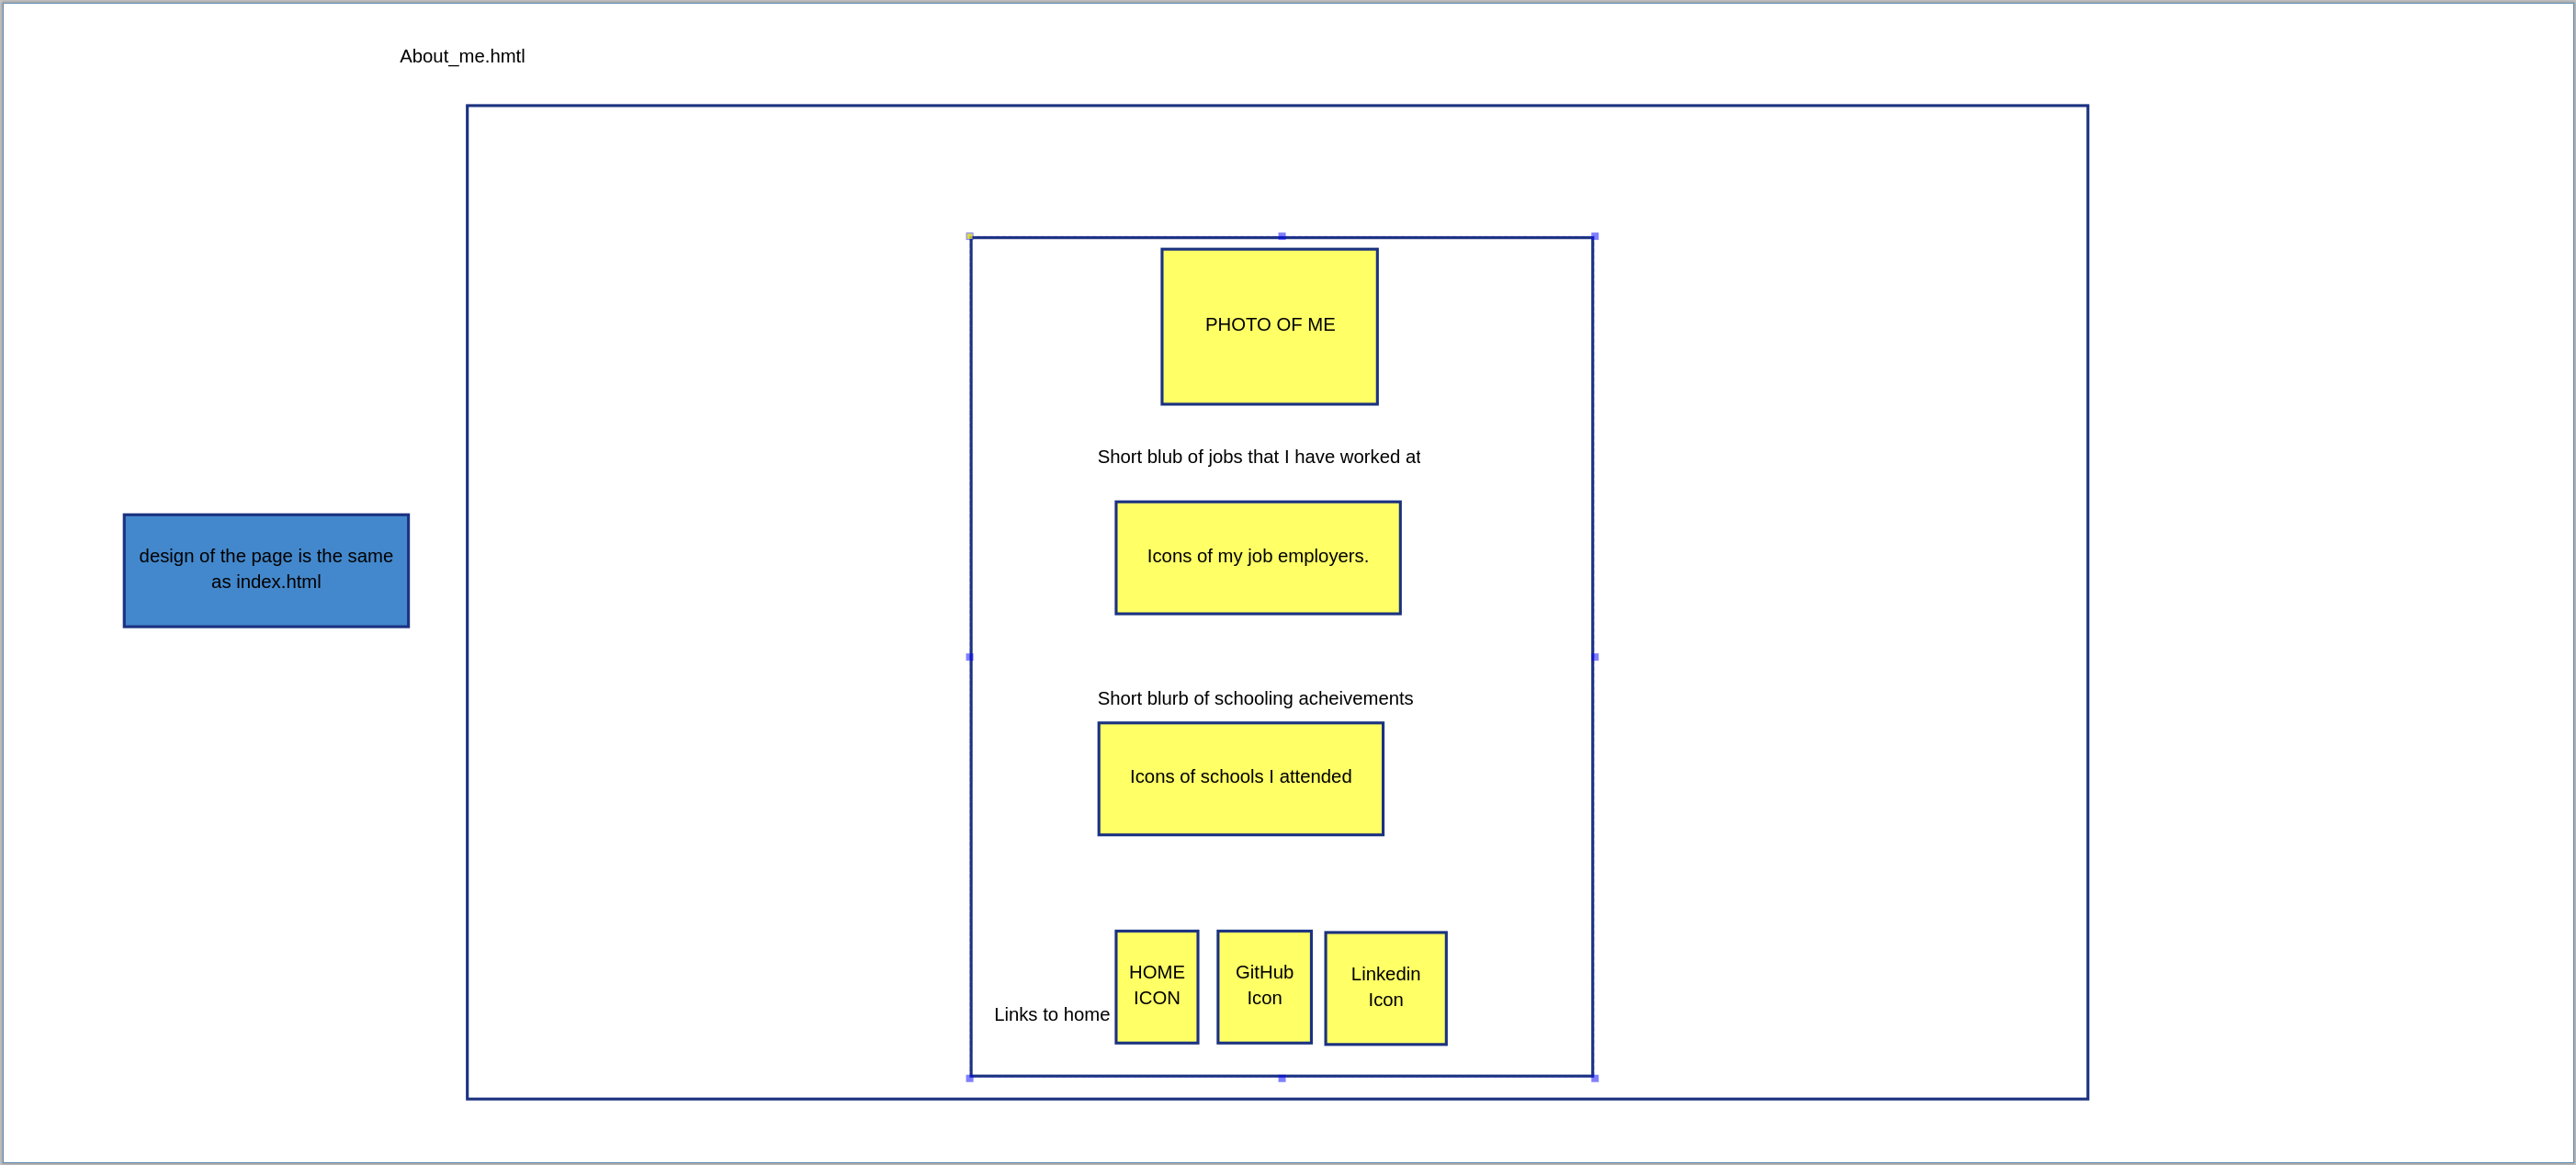 About_me.hmtl
PHOTO OF ME
Short blub of jobs that I have worked at
design of the page is the same
as index.html
Icons of my job employers.
Short blurb of schooling acheivements
Icons of schools I attended
Links to home
HOME
ICON
GitHub
Icon
Linkedin
Icon